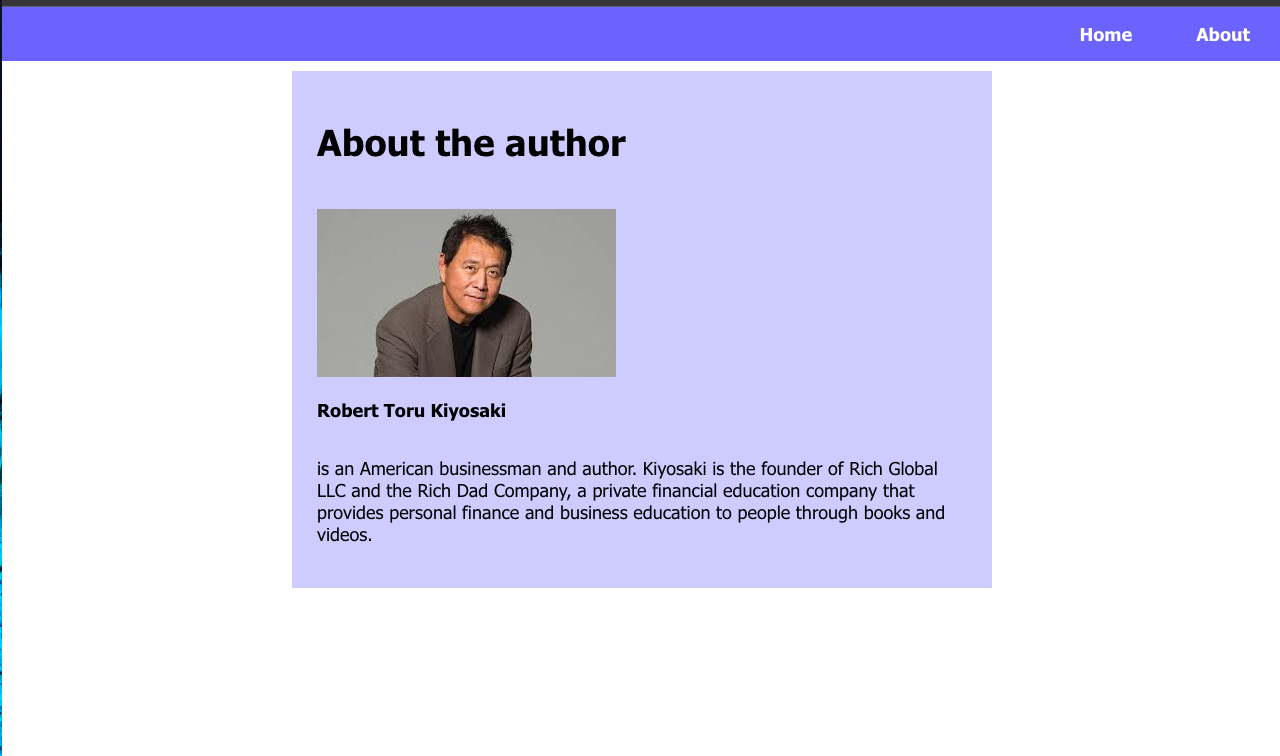 Home About
About the author
Robert Toru Kiyosaki
is an American businessman and author. Kiyosaki is the founder of Rich Global
LLC and the Rich Dad Company, a private financial education company that
provides personal finance and business education to people through books and
videos.